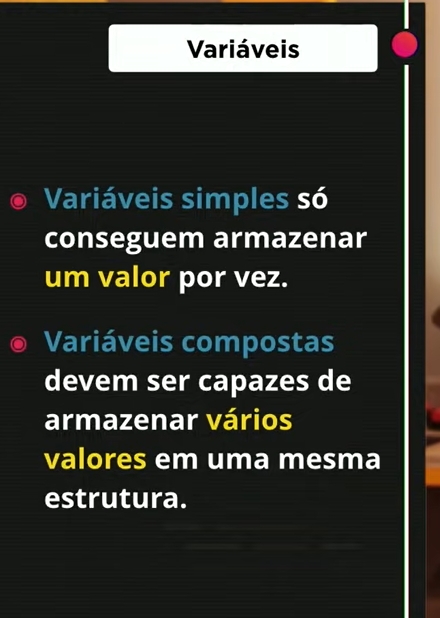 Variáveis
Variáveis simples só
conseguem armazenar
um valor por vez.
Variáveis compostas
devem ser capazes de
armazenar vários
valores em uma mesma
estrutura.